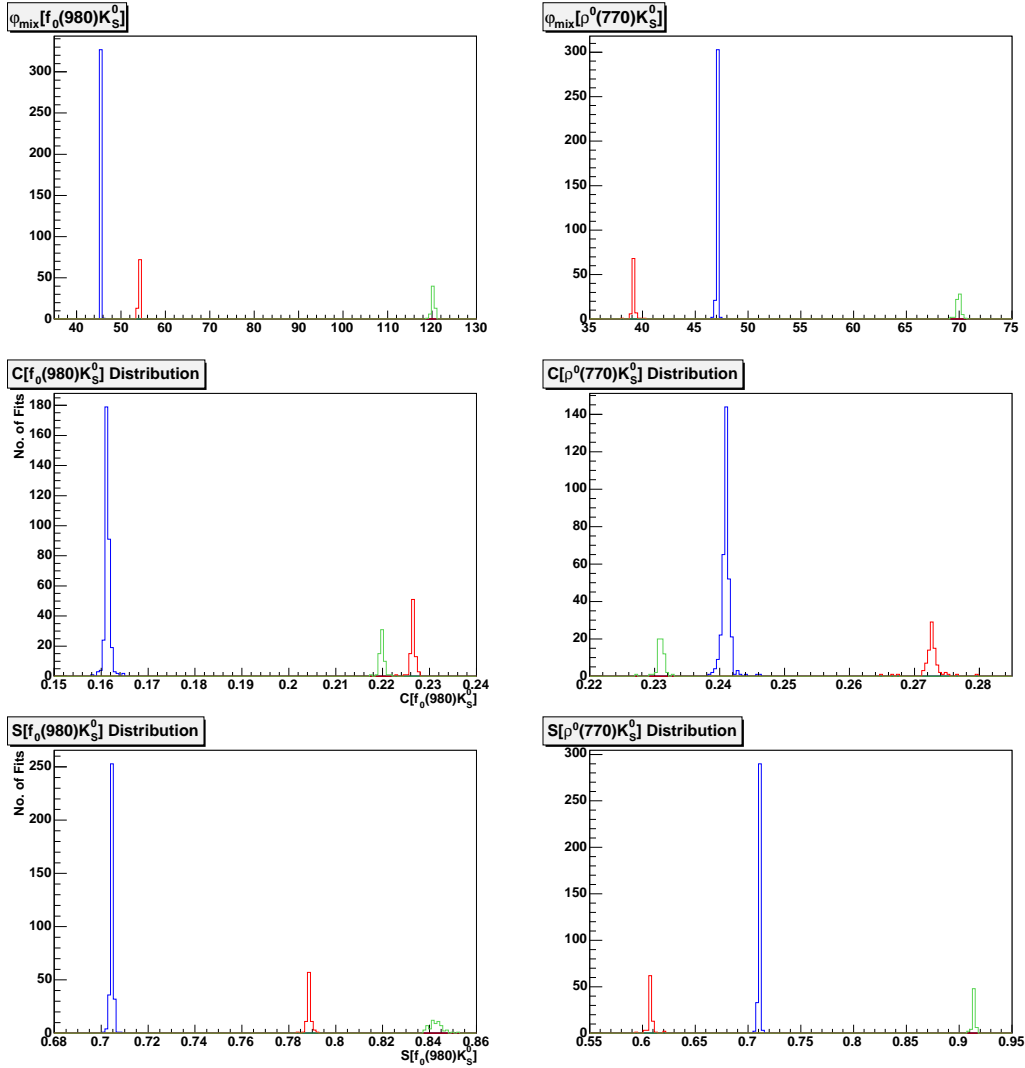 φmix[f0(980)K0S]
300
250
200
150
100
50
0
40 50 60 70 80 90 100 110 120 130
φmix[ρ0(770)K0S]
300
250
200
150
100
50
0
35 40 45 50 55 60 65 70 75
C[f0(980)K0S] Distribution
No. of Fits
180
160
140
120
100
80
60
40
20
0
0.15 0.16 0.17 0.18 0.19 0.2 0.21 0.22 0.23 0.24
C[f0(980)K0S]
C[ρ0(770)K0S] Distribution
140
120
100
80
60
40
20
0
0.22 0.23 0.24 0.25 0.26 0.27 0.28
S[f0(980)K0S] Distribution
No. of Fits
250
200
150
100
50
0
0.68 0.7 0.72 0.74 0.76 0.78 0.8 0.82 0.84 0.86
S[f0(980)K0S]
S[ρ0(770)K0S] Distribution
300
250
200
150
100
50
0
0.55 0.6 0.65 0.7 0.75 0.8 0.85 0.9 0.95